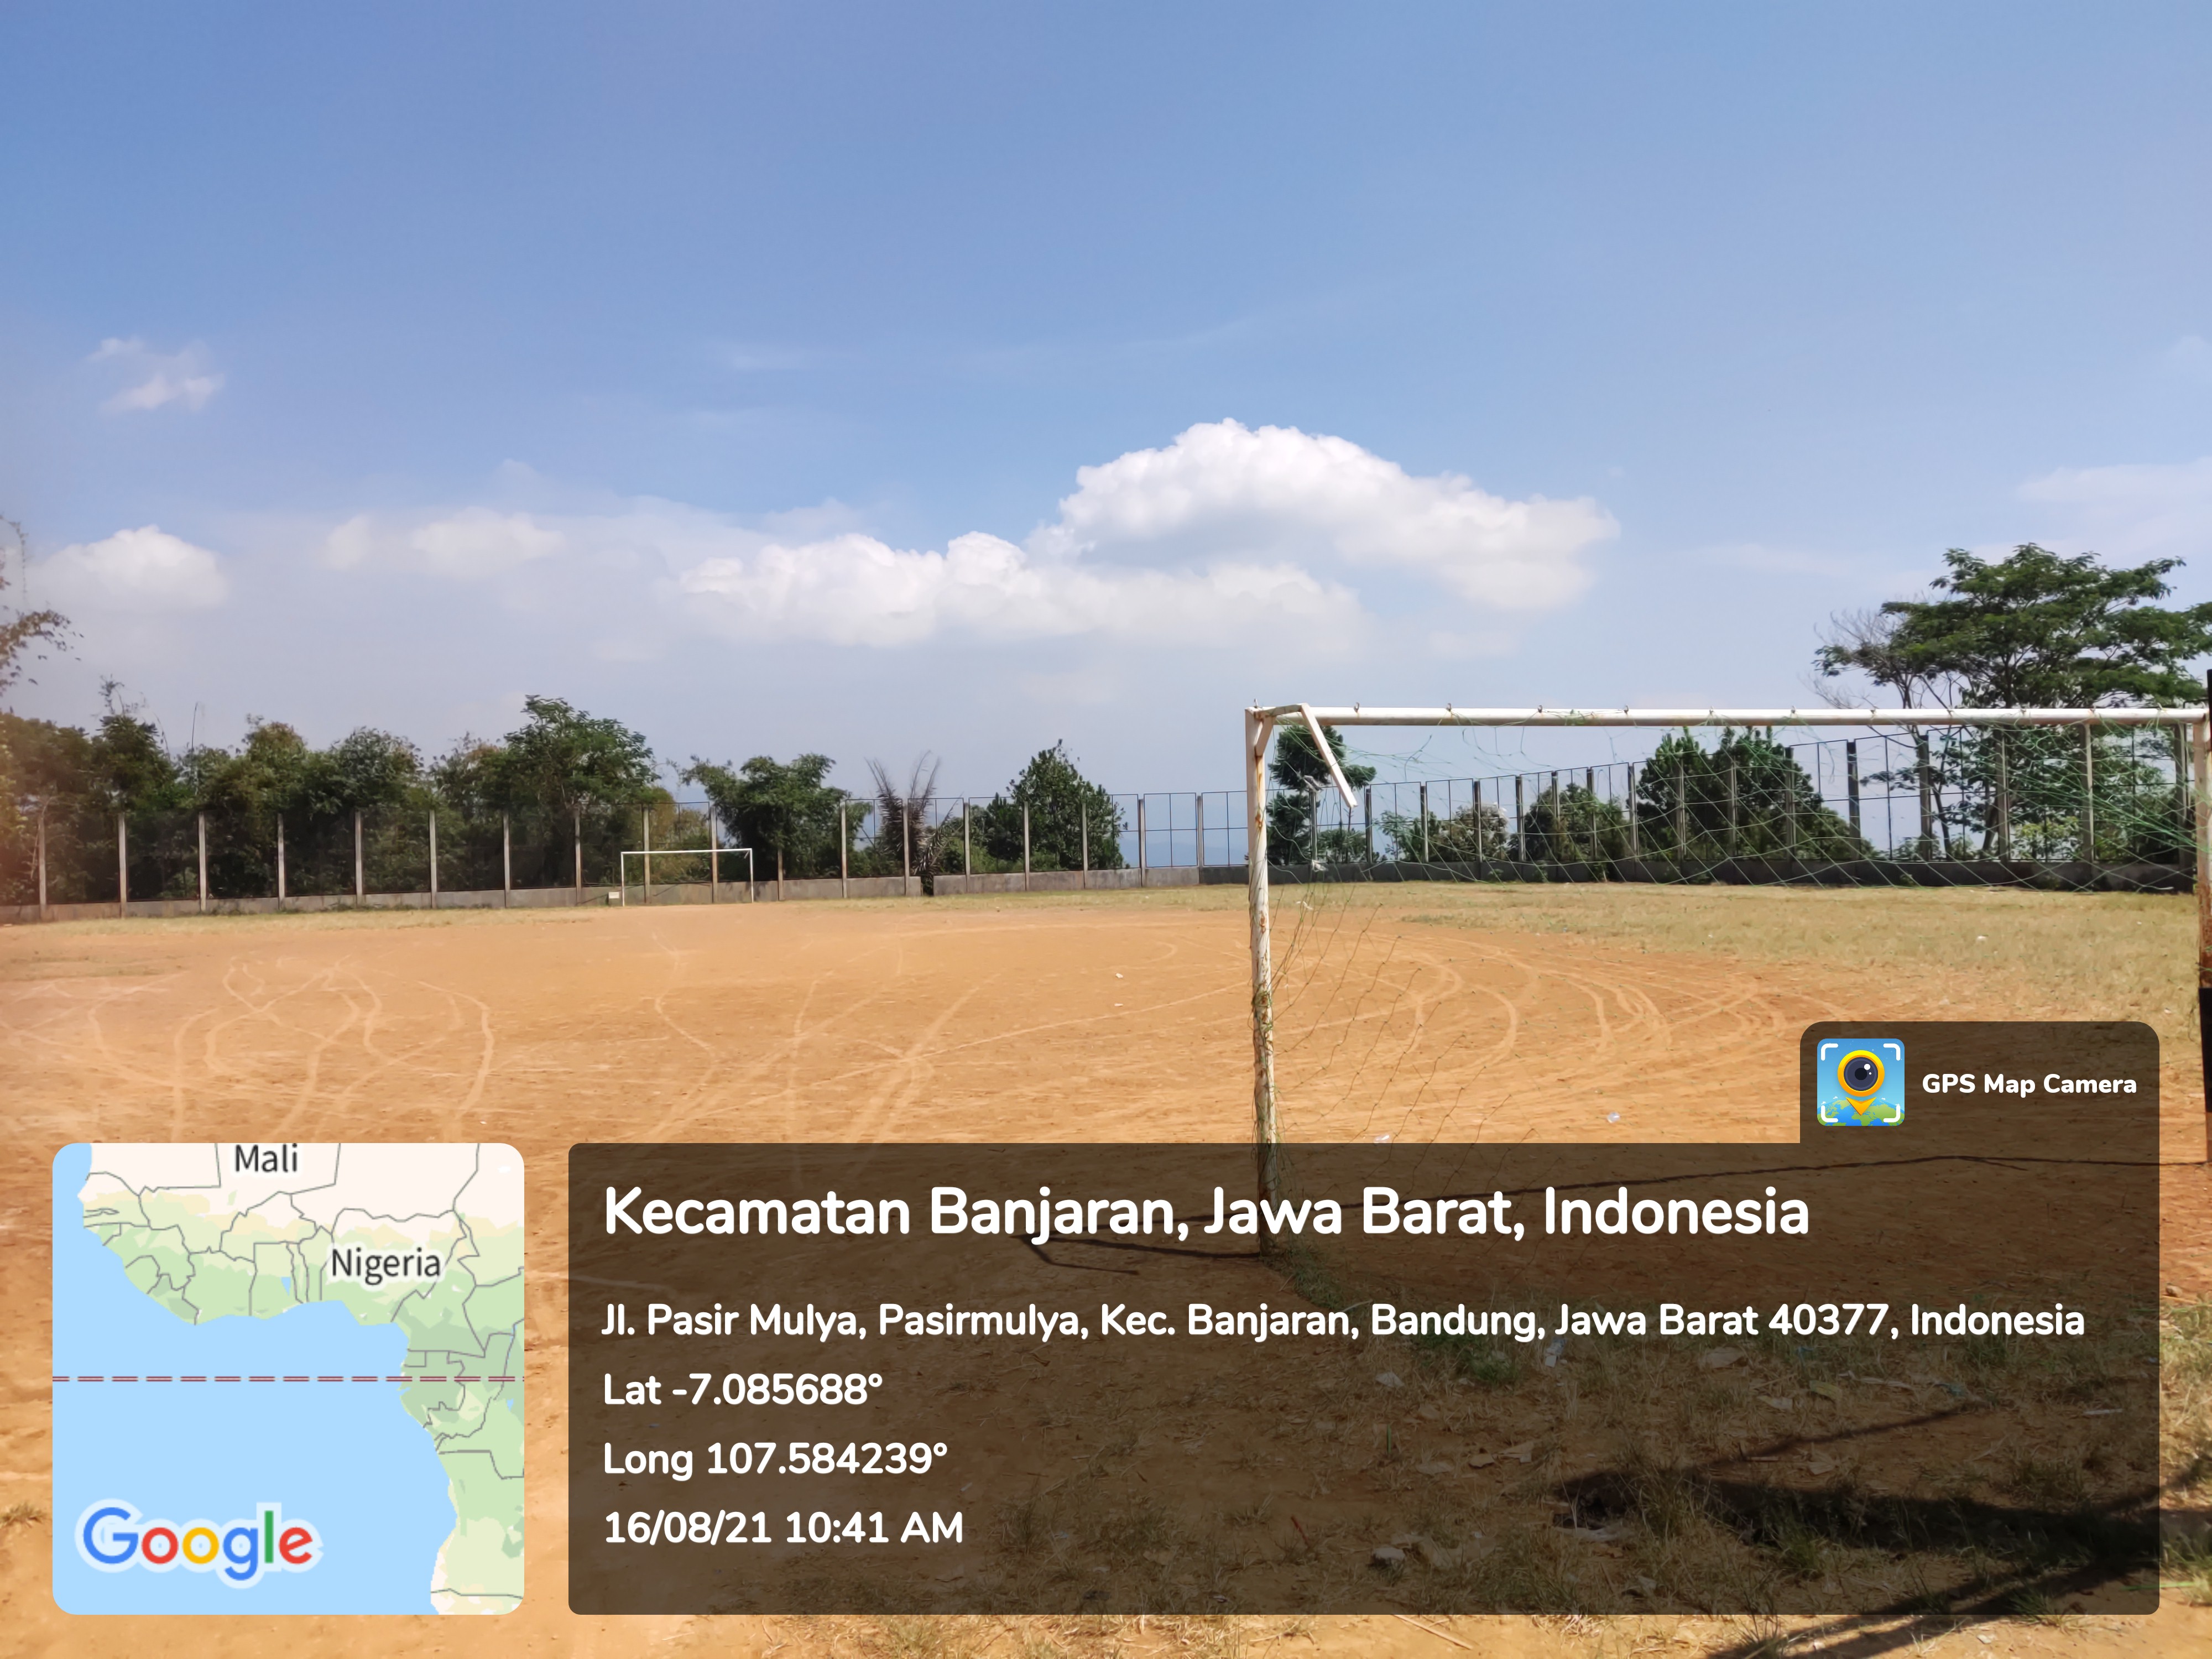 GPS Map Camera
Mali
Nigeria
Google
Kecamatan Banjaran, Jawa Barat, Indonesia
Jl. Pasir Mulya, Pasirmulya, Kec. Banjaran, Bandung, Jawa Barat 40377, Indonesia
Lat -7.085688°
Long 107.584239°
16/08/21 10:41 AM